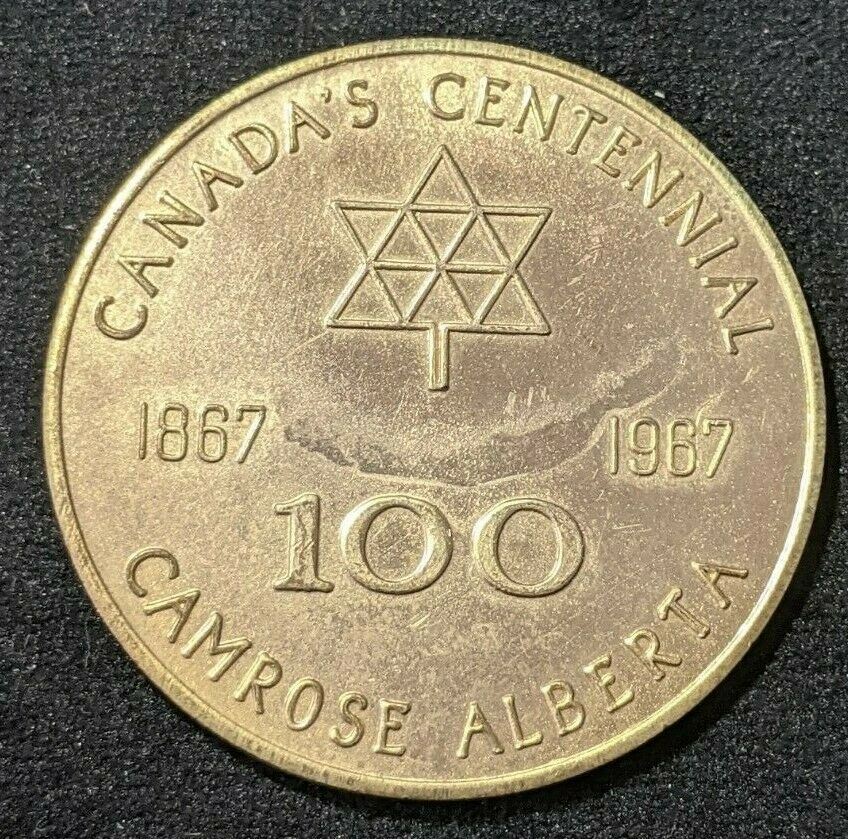 CANADA'S CENTENNIAL
1867 1967
100
CAMROSE ALBERTA